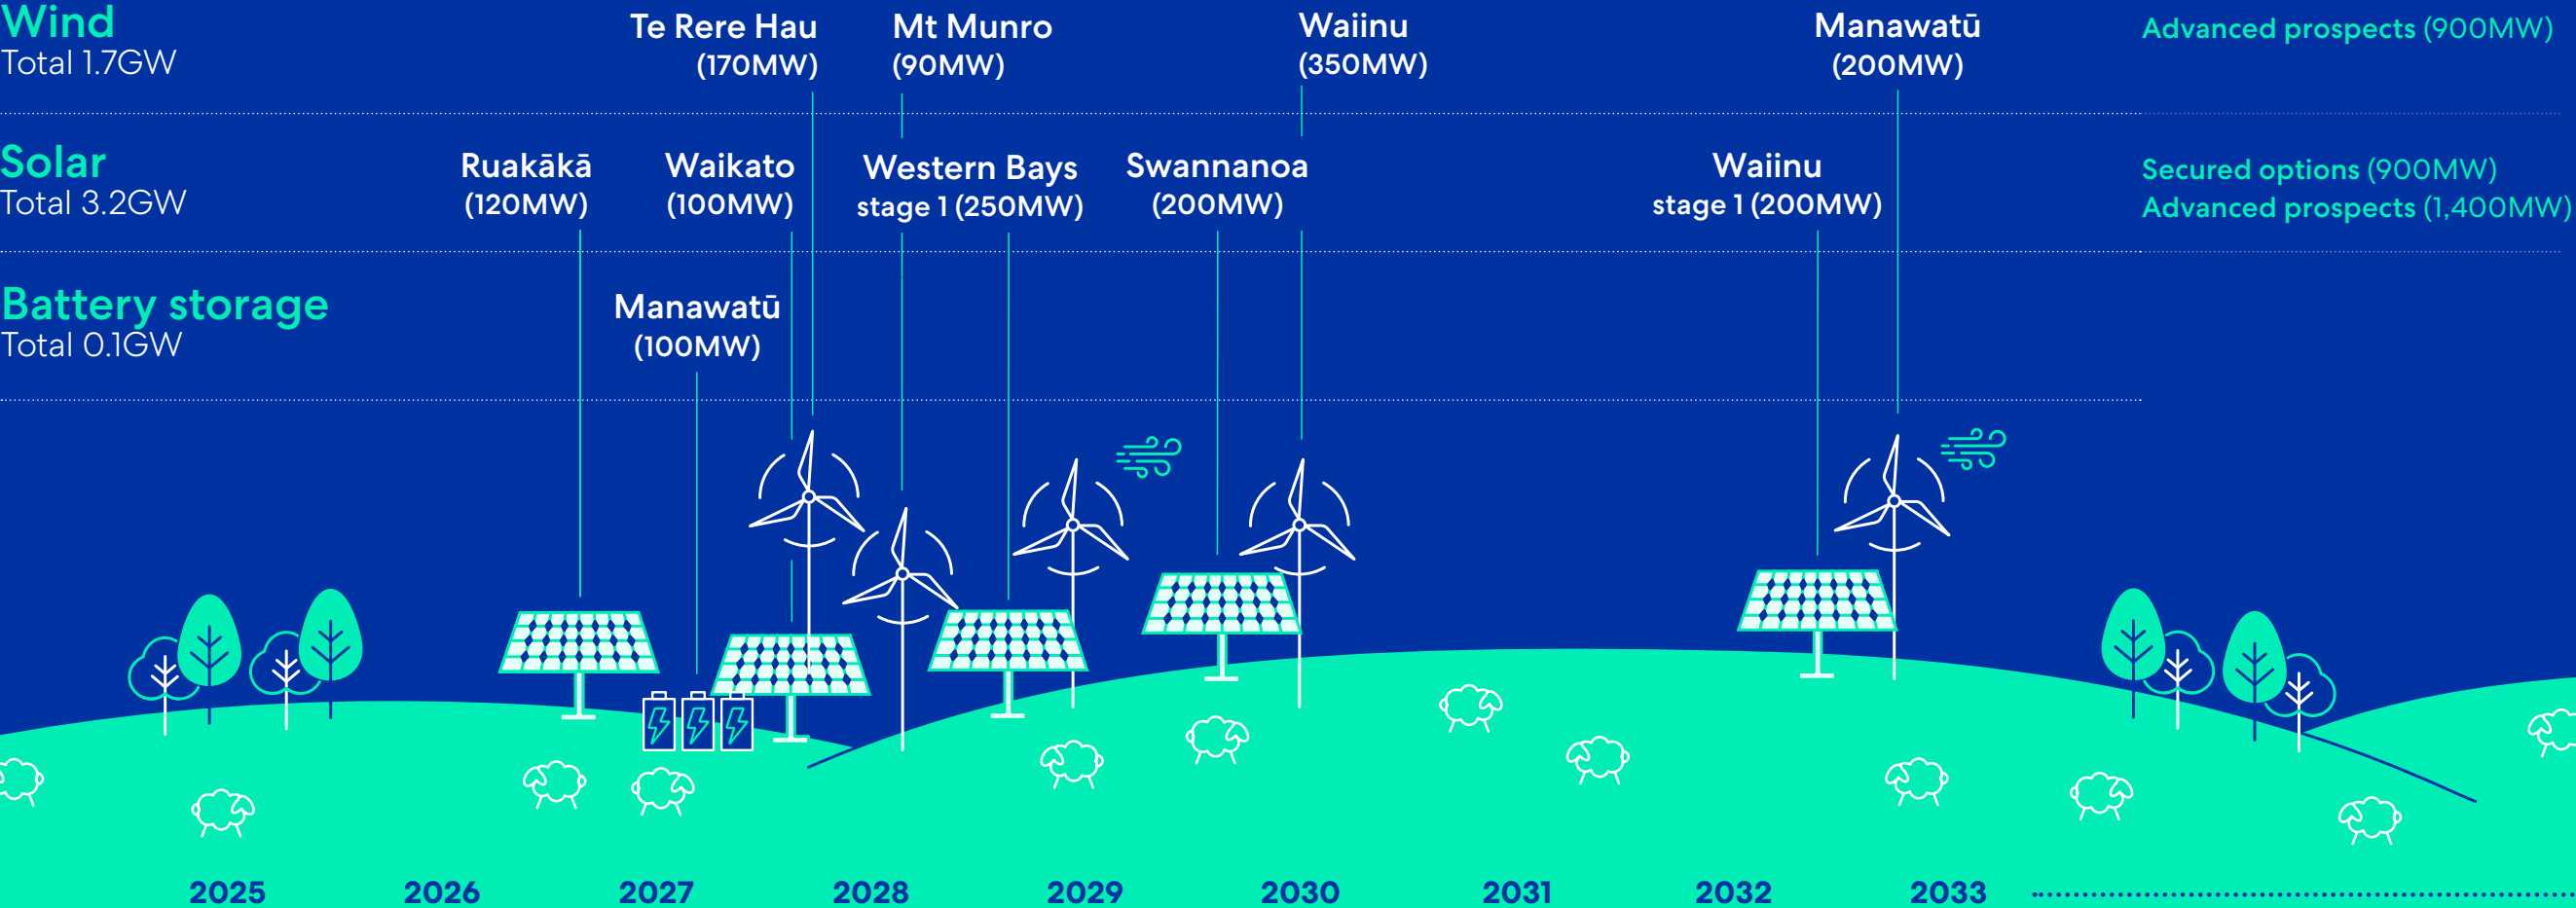 Wind
Total 1.7GW
Te Rere Hau
(170MW)
Mt Munro
(90MW)
Waiinu
(350MW)
Manawatū
(200MW)
Advanced prospects (900MW)
Solar
Total 3.2GW
Ruakākā
(120MW)
Waikato
(100MW)
Western Bays
stage 1 (250MW)
Swannanoa
(200MW)
Waiinu
stage 1 (200MW)
Secured options (900MW)
Advanced prospects (1,400MW)
Battery storage
Total 0.1GW
Manawatū
(100MW)
2025 2026 2027 2028 2029 2030 2031 2032 2033